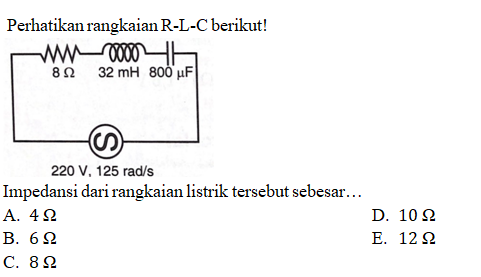 Perhatikan rangkaian R-L-C berikut!
8 Ω 32 mH 800 μF
220 V, 125 rad/s
Impedansi dari rangkaian listrik tersebut sebesar…
A. 4 Ω D. 10 Ω
B. 6 Ω E. 12 Ω
C. 8 Ω